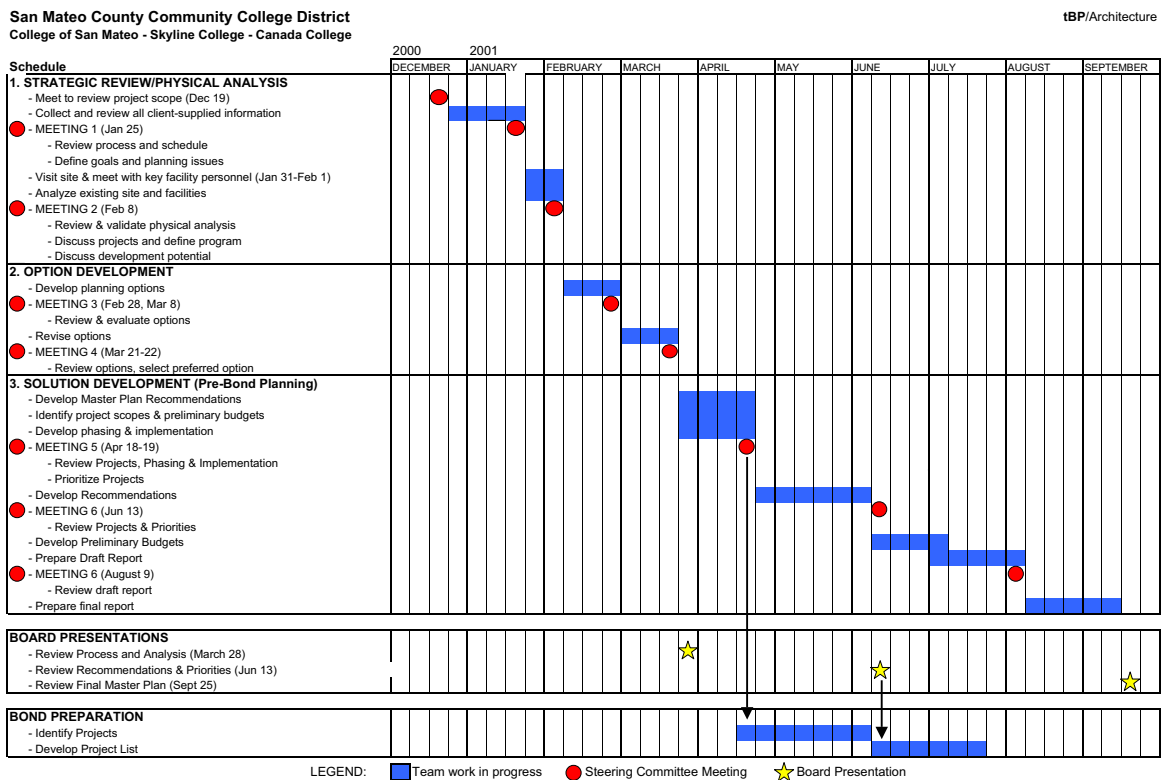 San Mateo County Community College District
tBP/Architecture
College of San Mateo - Skyline College - Canada College
2000 2001
Schedule DECEMBER JANUARY FEBRUARY MARCH APRIL MAY JUNE JULY AUGUST SEPTEMBER
1. STRATEGIC REVIEW/PHYSICAL ANALYSIS
- Meet to review project scope (Dec 19)
- Collect and review all client-supplied information
- MEETING 1 (Jan 25)
- Review process and schedule
- Define goals and planning issues
- Visit site & meet with key facility personnel (Jan 31-Feb 1)
- Analyze existing site and facilities
- MEETING 2 (Feb 8)
- Review & validate physical analysis
- Discuss projects and define program
- Discuss development potential
2. OPTION DEVELOPMENT
- Develop planning options
- MEETING 3 (Feb 28, Mar 8)
- Review & evaluate options
- Revise options
- MEETING 4 (Mar 21-22)
- Review options, select preferred option
3. SOLUTION DEVELOPMENT (Pre-Bond Planning)
- Develop Master Plan Recommendations
- Identify project scopes & preliminary budgets
- Develop phasing & implementation
- MEETING 5 (Apr 18-19)
- Review Projects, Phasing & Implementation
- Prioritize Projects
- Develop Recommendations
- MEETING 6 (Jun 13)
- Review Projects & Priorities
- Develop Preliminary Budgets
- Prepare Draft Report
- MEETING 6 (August 9)
- Review draft report
- Prepare final report
BOARD PRESENTATIONS
- Review Process and Analysis (March 28)
- Review Recommendations & Priorities (Jun 13)
- Review Final Master Plan (Sept 25)
BOND PREPARATION
- Identify Projects
- Develop Project List
LEGEND: Team work in progress Steering Committee Meeting Board Presentation